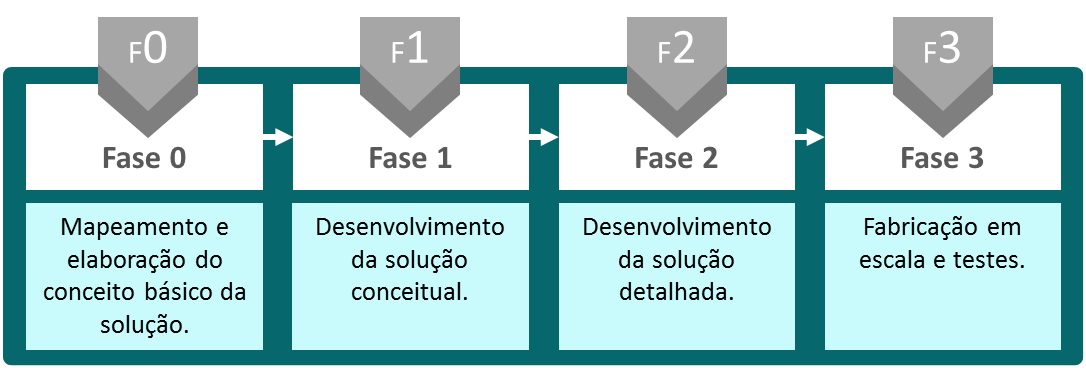 F0
F1
F2
F3
Fase 0
Fase 1
Fase 2
Fase 3
Mapeamento e
elaboração do
conceito básico da
solução.
Desenvolvimento
da solução
conceitual.
Desenvolvimento
da solução
detalhada.
Fabricação em
escala e testes.